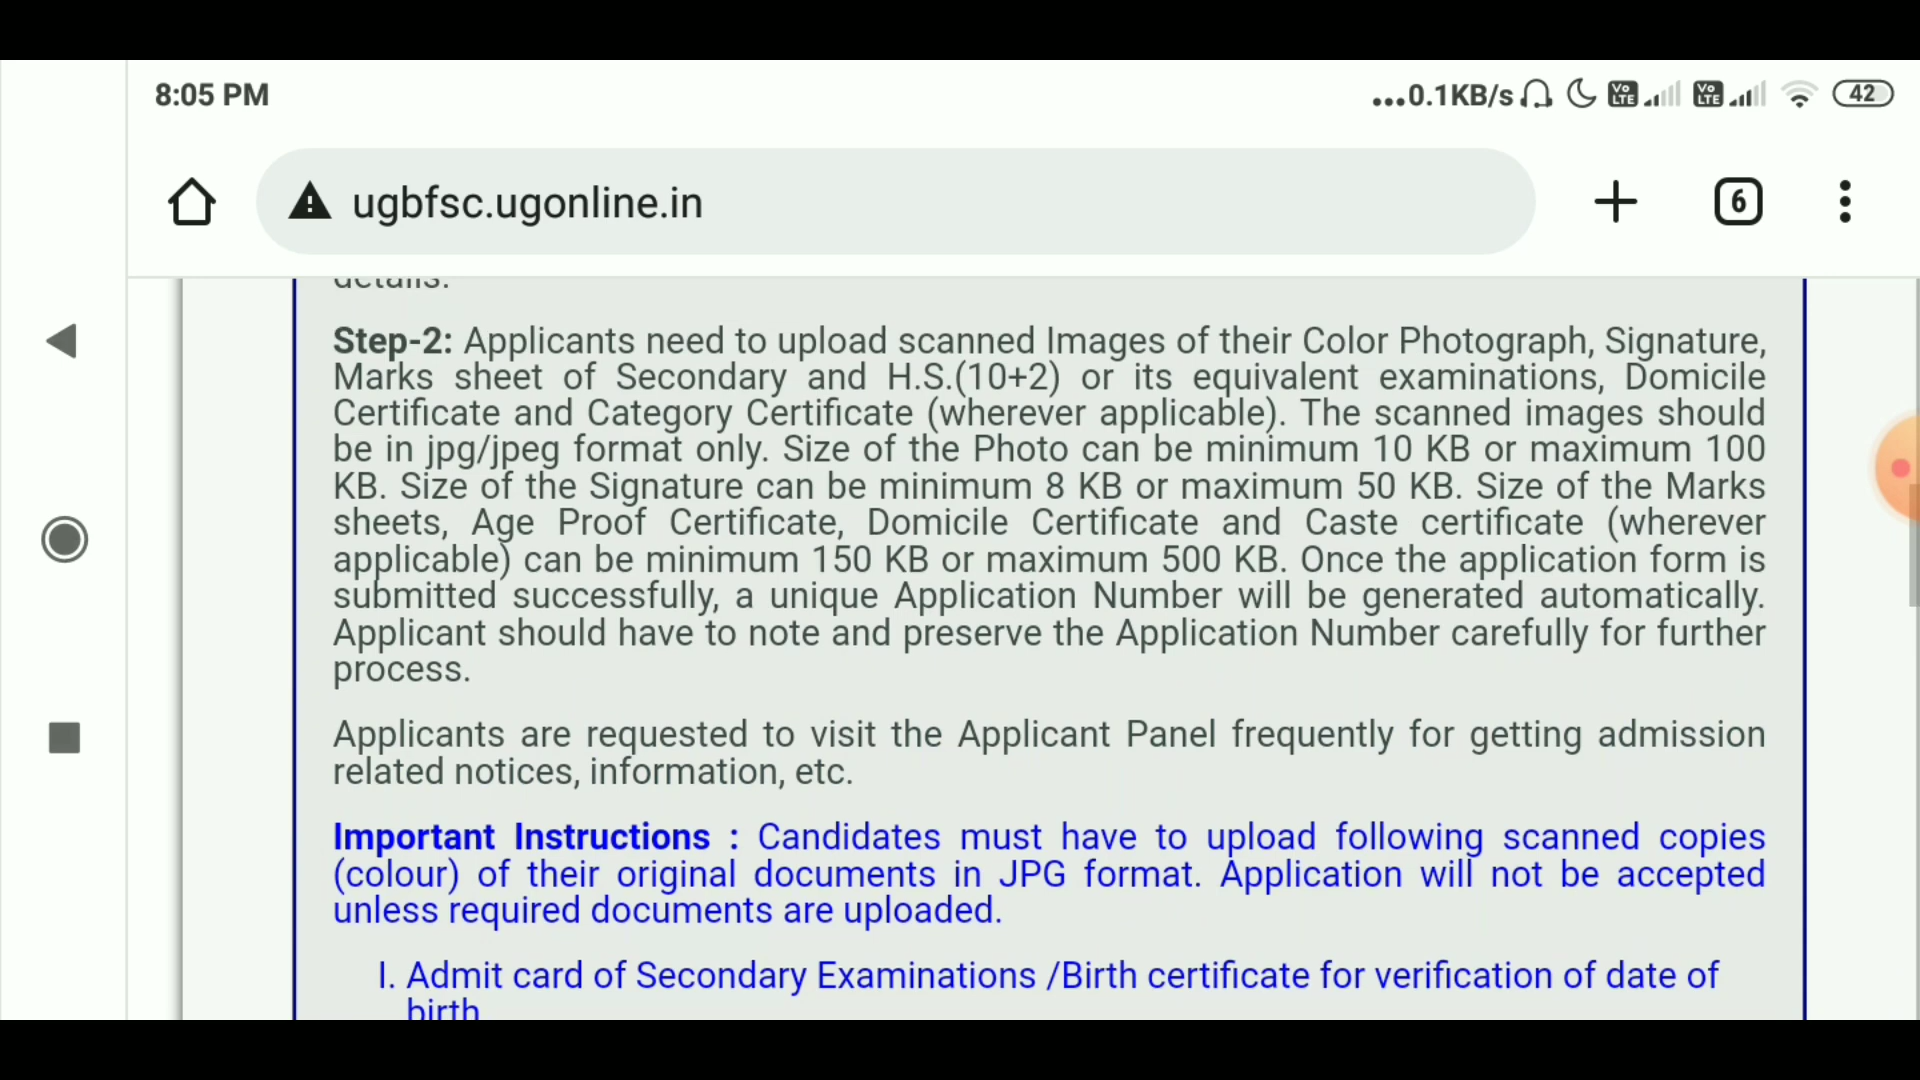 8:05 PM
...0.1KB/s Vo LTE Vo LTE 42
ugbfsc.ugonline.in
6
details.
Step-2: Applicants need to upload scanned Images of their Color Photograph, Signature,
Marks sheet of Secondary and H.S.(10+2) or its equivalent examinations, Domicile
Certificate and Category Certificate (wherever applicable). The scanned images should
be in jpg/jpeg format only. Size of the Photo can be minimum 10 KB or maximum 100
KB. Size of the Signature can be minimum 8 KB or maximum 50 KB. Size of the Marks
sheets, Age Proof Certificate, Domicile Certificate and Caste certificate (wherever
applicable) can be minimum 150 KB or maximum 500 KB. Once the application form is
submitted successfully, a unique Application Number will be generated automatically.
Applicant should have to note and preserve the Application Number carefully for further
process.
Applicants are requested to visit the Applicant Panel frequently for getting admission
related notices, information, etc.
Important Instructions : Candidates must have to upload following scanned copies
(colour) of their original documents in JPG format. Application will not be accepted
unless required documents are uploaded.
I. Admit card of Secondary Examinations /Birth certificate for verification of date of
birth